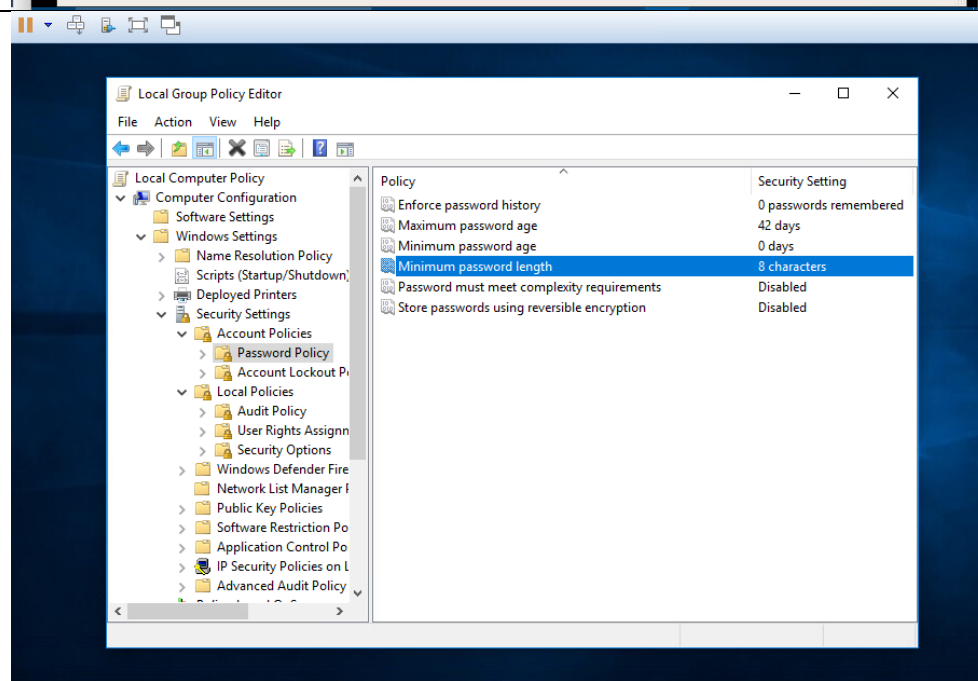 Local Group Policy Editor
File Action View Help
Local Computer Policy
Computer Configuration
Software Settings
Windows Settings
Name Resolution Policy
Scripts (Startup/Shutdown)
Deployed Printers
Security Settings
Account Policies
Password Policy
Account Lockout P
Local Policies
Audit Policy
User Rights Assignn
Security Options
Windows Defender Fire
Network List Manager F
Public Key Policies
Software Restriction Po
Application Control Po
IP Security Policies on L
Advanced Audit Policy
Policy Security Setting
Enforce password history 0 passwords remembered
Maximum password age 42 days
Minimum password age 0 days
Minimum password length 8 characters
Password must meet complexity requirements Disabled
Store passwords using reversible encryption Disabled